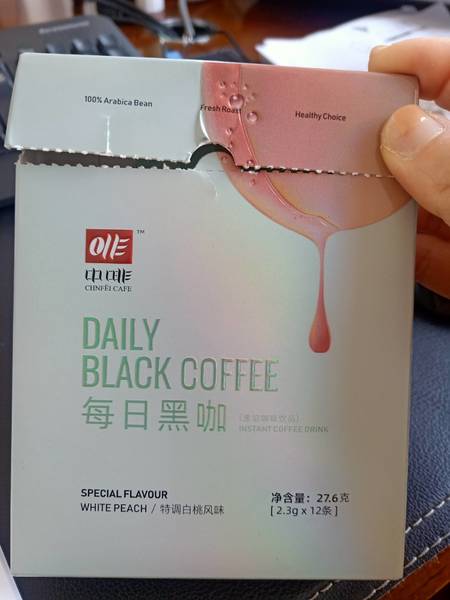 100% Arabica Bean
Fresh Roast
Healthy Choice
TM
中啡
CHNFEI CAFE
DAILY
BLACK COFFEE
每日黑咖
(速溶咖啡饮品)
INSTANT COFFEE DRINK
SPECIAL FLAVOUR
WHITE PEACH / 特调白桃风味
净含量：27.6克
[ 2.3g x 12条 ]